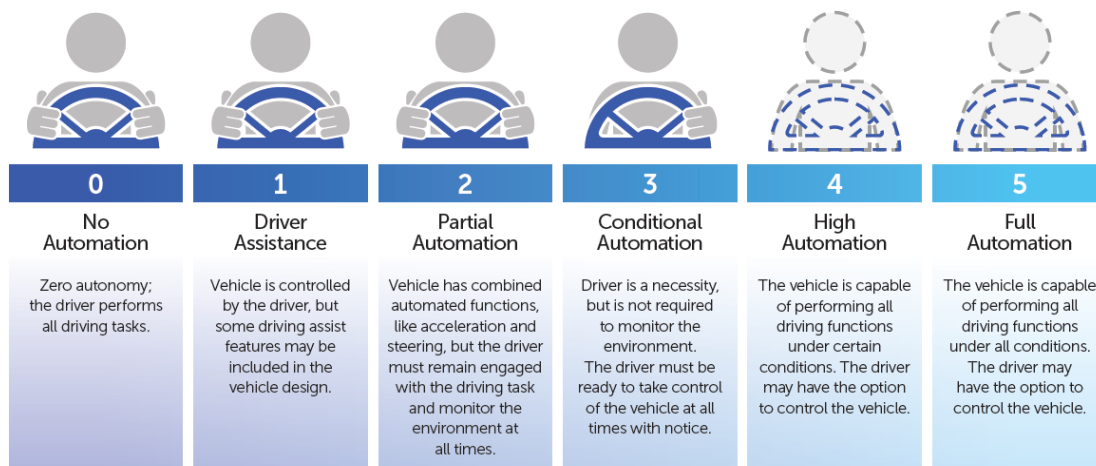 0
No
Automation
Zero autonomy;
the driver performs
all driving tasks.
1
Driver
Assistance
Vehicle is controlled
by the driver, but
some driving assist
features may be
included in the
vehicle design.
2
Partial
Automation
Vehicle has combined
automated functions,
like acceleration and
steering, but the driver
must remain engaged
with the driving task
and monitor the
environment at
all times.
3
Conditional
Automation
Driver is a necessity,
but is not required
to monitor the
environment.
The driver must be
ready to take control
of the vehicle at all
times with notice.
4
High
Automation
The vehicle is capable
of performing all
driving functions
under certain
conditions. The driver
may have the option
to control the vehicle.
5
Full
Automation
The vehicle is capable
of performing all
driving functions
under all conditions.
The driver may
have the option to
control the vehicle.